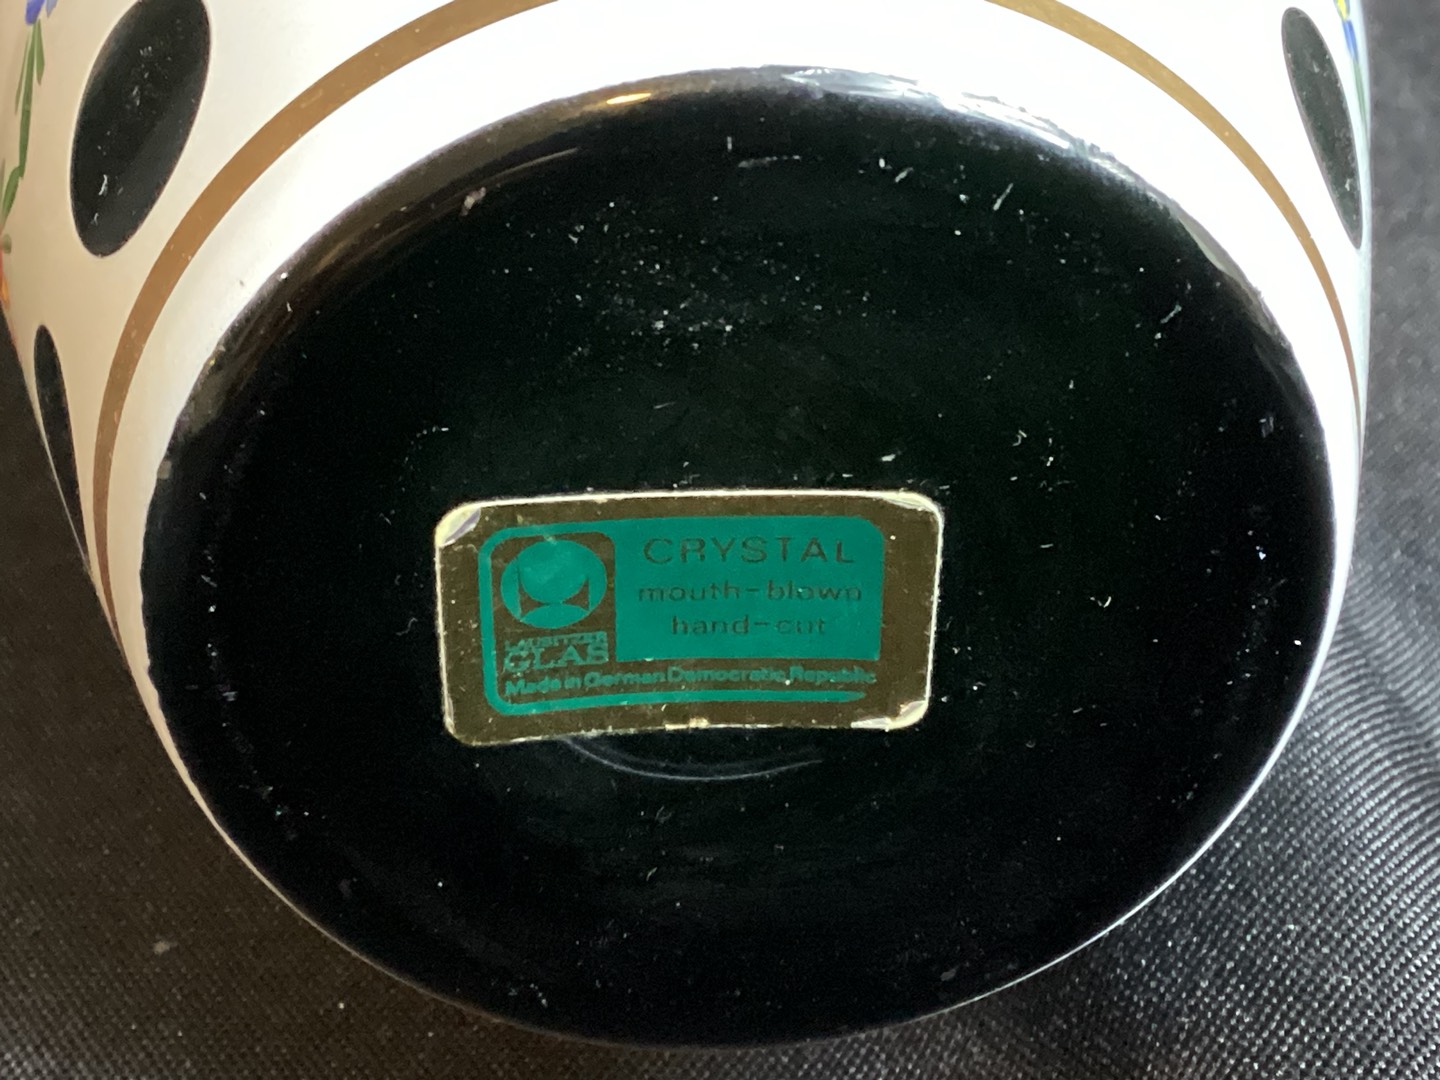 CRYSTAL
mouth-blown
hand-cut
LAUSITZER
GLAS
Made in German Democratic Republic